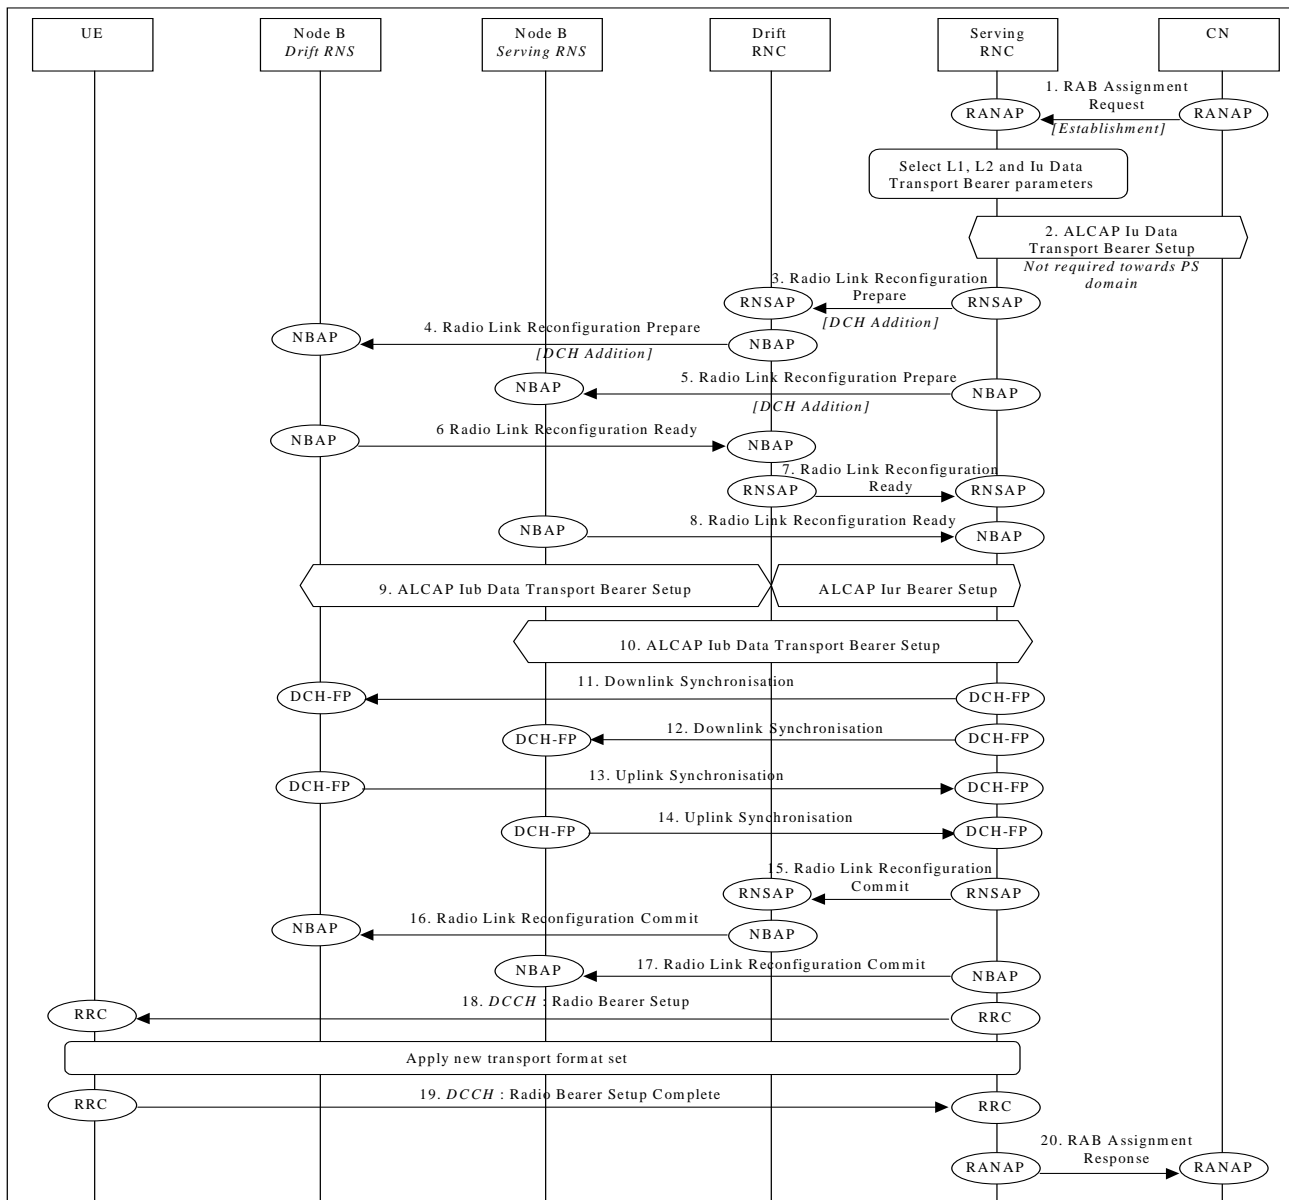 UE
Node B
Drift RNS
Node B
Serving RNS
Drift
RNC
Serving
RNC
CN
1. RAB Assignment
Request
RANAP
RANAP
[Establishment]
Select L1, L2 and Iu Data
Transport Bearer parameters
2. ALCAP Iu Data
Transport Bearer Setup
Not required towards PS
domain
3. Radio Link Reconfiguration
Prepare
RNSAP
RNSAP
[DCH Addition]
4. Radio Link Reconfiguration Prepare
NBAP
NBAP
[DCH Addition]
5. Radio Link Reconfiguration Prepare
NBAP
NBAP
[DCH Addition]
6 Radio Link Reconfiguration Ready
NBAP
NBAP
7. Radio Link Reconfiguration
Ready
RNSAP
RNSAP
8. Radio Link Reconfiguration Ready
NBAP
NBAP
9. ALCAP Iub Data Transport Bearer Setup
ALCAP Iur Bearer Setup
10. ALCAP Iub Data Transport Bearer Setup
11. Downlink Synchronisation
DCH-FP
DCH-FP
12. Downlink Synchronisation
DCH-FP
DCH-FP
13. Uplink Synchronisation
DCH-FP
DCH-FP
14. Uplink Synchronisation
DCH-FP
DCH-FP
15. Radio Link Reconfiguration
Commit
RNSAP
RNSAP
16. Radio Link Reconfiguration Commit
NBAP
NBAP
17. Radio Link Reconfiguration Commit
NBAP
NBAP
18. DCCH : Radio Bearer Setup
RRC
RRC
Apply new transport format set
19. DCCH : Radio Bearer Setup Complete
RRC
RRC
20. RAB Assignment
Response
RANAP
RANAP